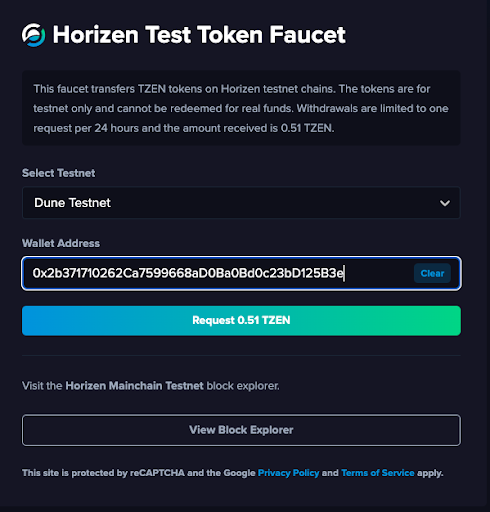 Horizen Test Token Faucet
This faucet transfers TZEN tokens on Horizen testnet chains. The tokens are for
testnet only and cannot be redeemed for real funds. Withdrawals are limited to one
request per 24 hours and the amount received is 0.51 TZEN.
Select Testnet
Dune Testnet
Wallet Address
0x2b371710262Ca7599668aD0Ba0Bd0c23bD125B3e
Clear
Request 0.51 TZEN
Visit the Horizen Mainchain Testnet block explorer.
View Block Explorer
This site is protected by reCAPTCHA and the Google Privacy Policy and Terms of Service apply.